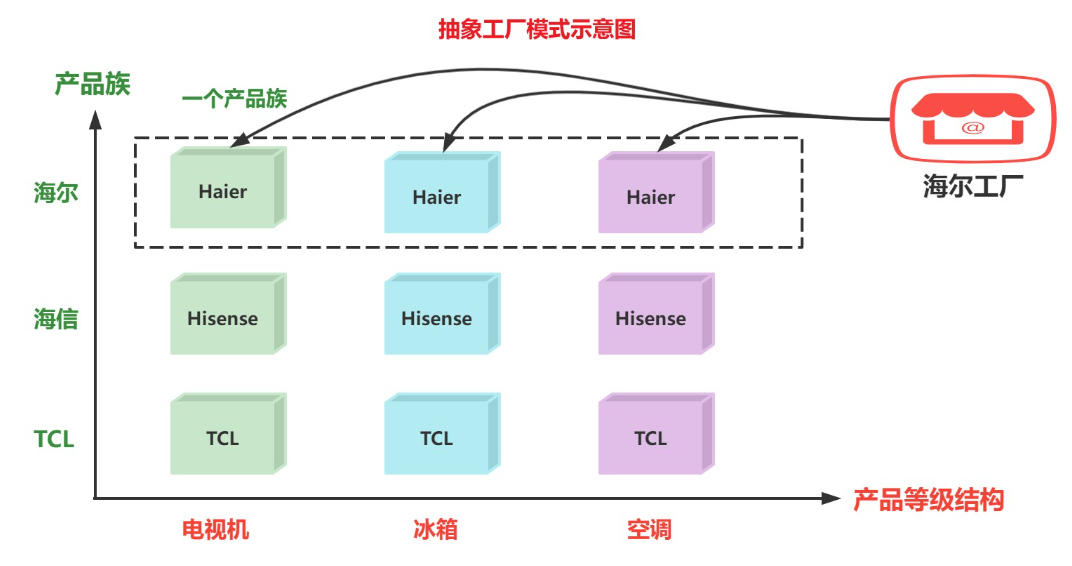 抽象工厂模式示意图
产品族
一个产品族
海尔
Haier
Haier
Haier
@
海尔工厂
海信
Hisense
Hisense
Hisense
TCL
TCL
TCL
TCL
产品等级结构
电视机
冰箱
空调